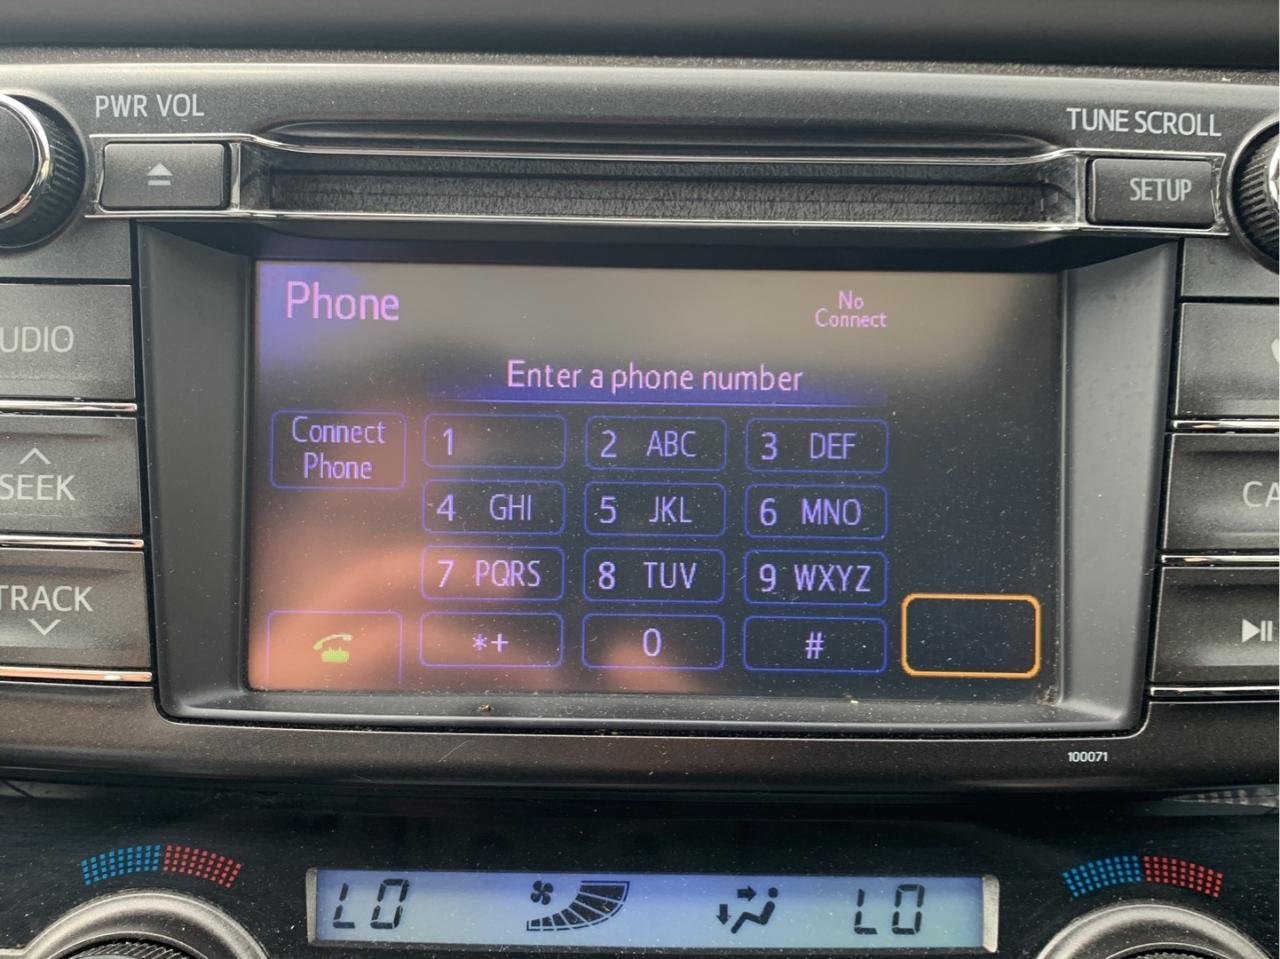 PWR VOL
TUNE SCROLL
SETUP
Phone
No
Connect
UDIO
Enter a phone number
Connect
Phone
1
2 ABC
3 DEF
SEEK
4 GHI
5 JKL
6 MNO
CA
7 PQRS
8 TUV
9 WXYZ
TRACK
*+
0
#
100071
LO
LO